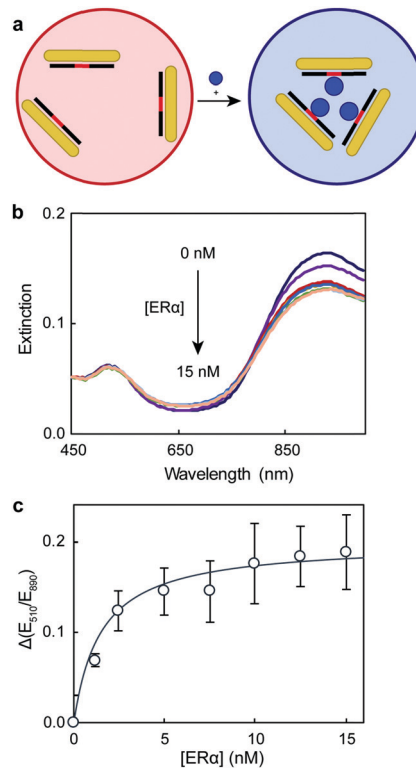 a
+
b
0.2
0.1
0.0
Extinction
0 nM
[ERα]
15 nM
450
650
850
Wavelength (nm)
c
0.2
0.1
0.0
Δ(E510/E890)
0
5
10
15
[ERα] (nM)